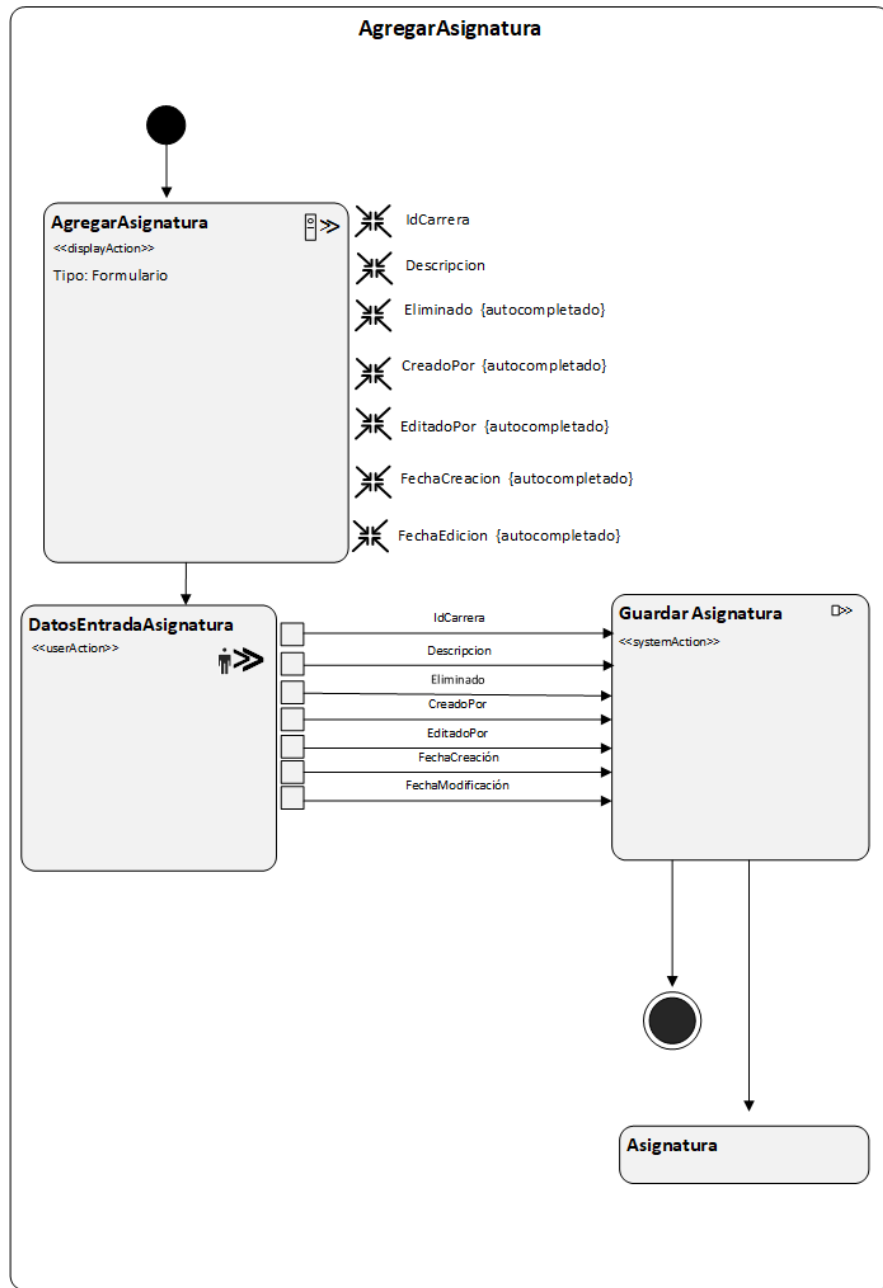 AgregarAsignatura
AgregarAsignatura
<<displayAction>>
Tipo: Formulario
IdCarrera
Descripcion
Eliminado {autocompletado}
CreadoPor {autocompletado}
EditadoPor {autocompletado}
FechaCreacion {autocompletado}
FechaEdicion {autocompletado}
DatosEntradaAsignatura
<<userAction>>
IdCarrera
Descripcion
Eliminado
CreadoPor
EditadoPor
FechaCreación
FechaModificación
Guardar Asignatura
<<systemAction>>
Asignatura